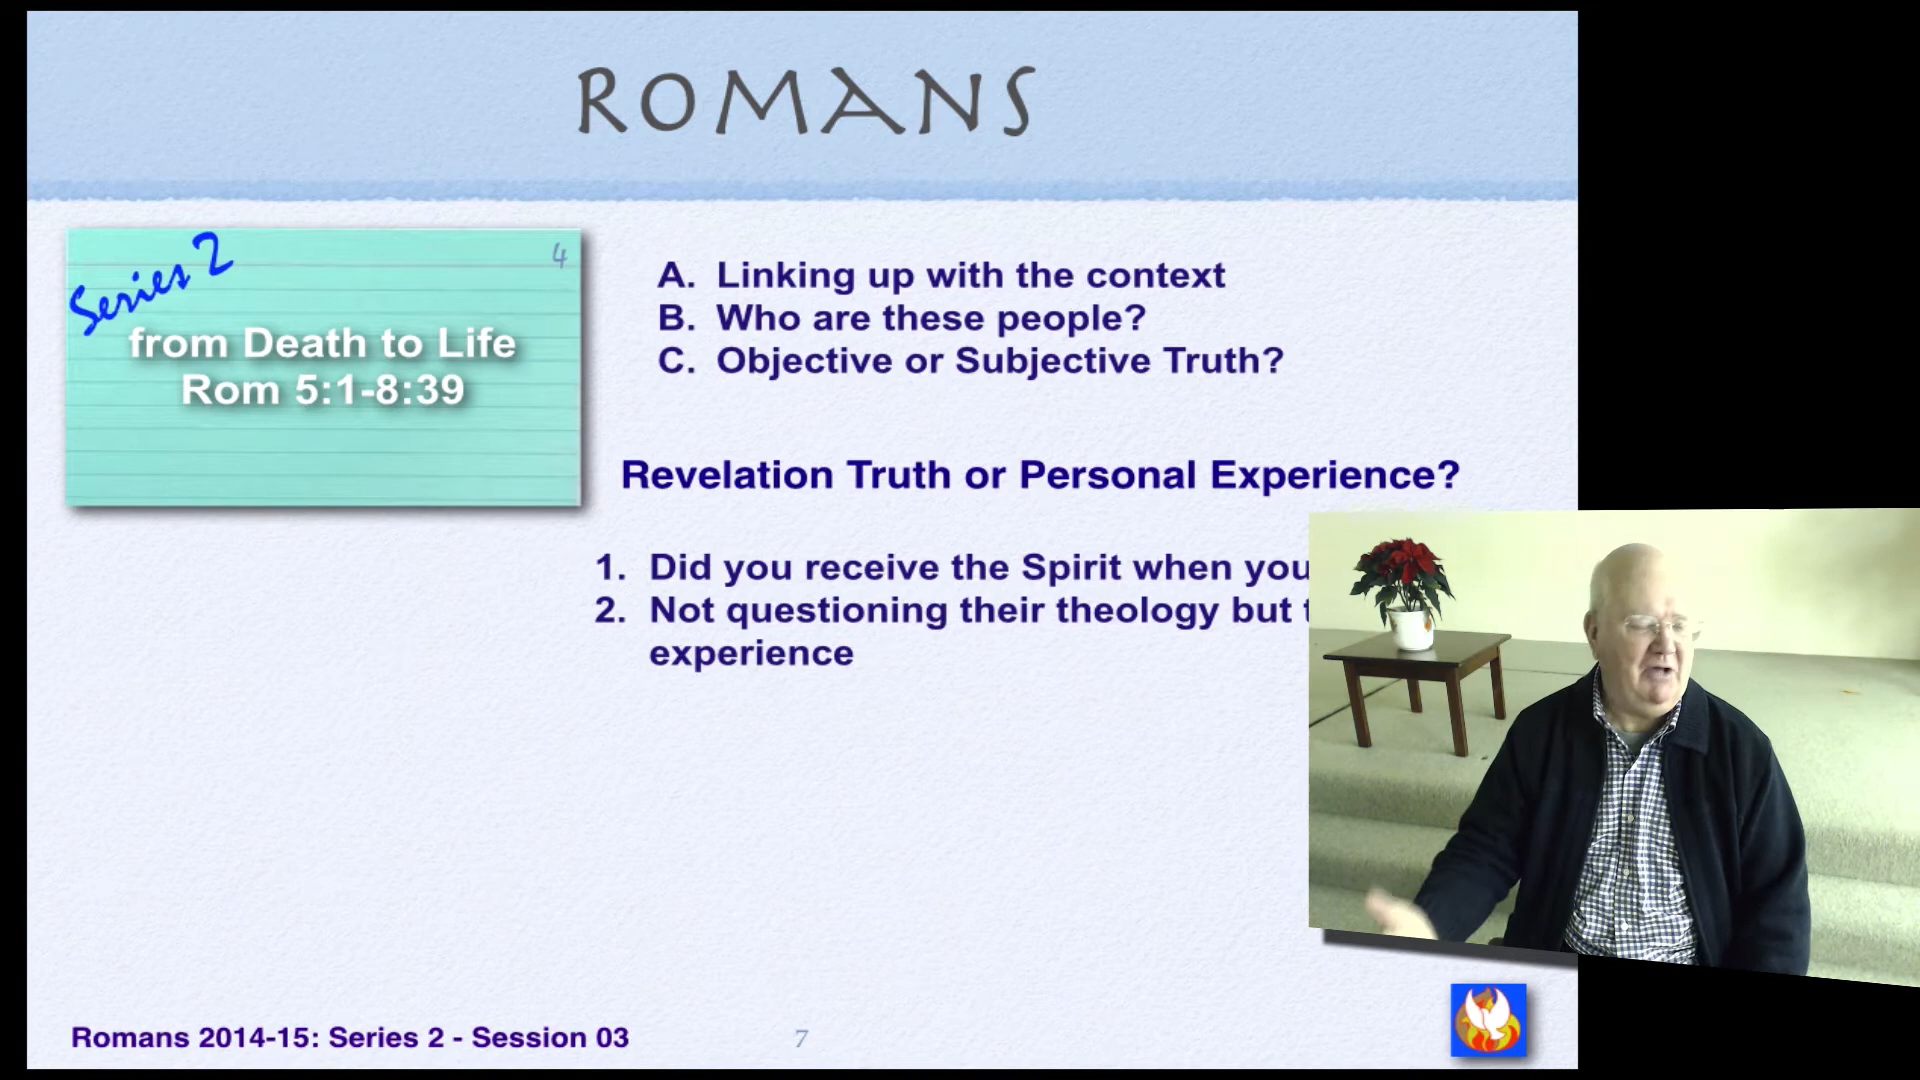 ROMANS
Series 2
4
from Death to Life
Rom 5:1-8:39
A. Linking up with the context
B. Who are these people?
C. Objective or Subjective Truth?
Revelation Truth or Personal Experience?
1. Did you receive the Spirit when you
2. Not questioning their theology but
experience
Romans 2014-15: Series 2 - Session 03
7